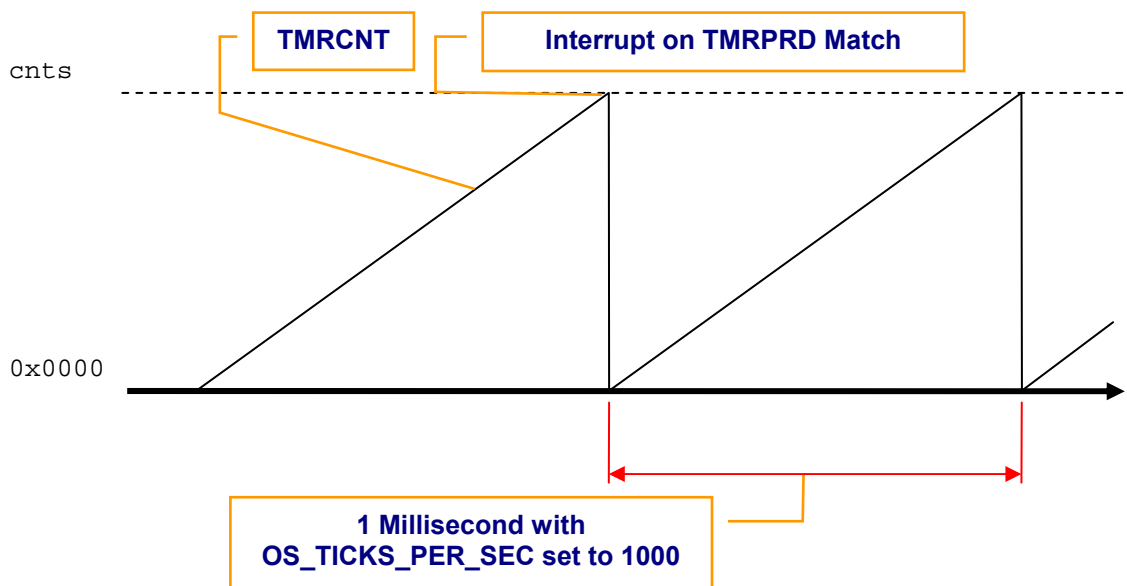 TMRCNT
Interrupt on TMRPRD Match
cnts
0x0000
1 Millisecond with
OS_TICKS_PER_SEC set to 1000